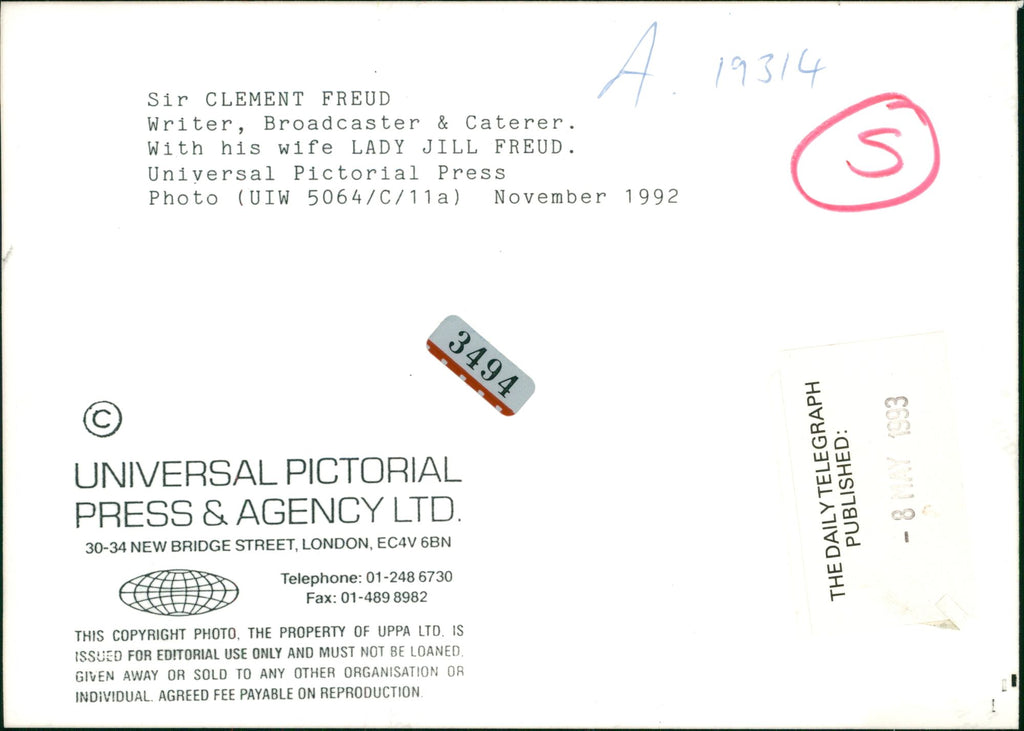 A. 19314
Sir CLEMENT FREUD
Writer, Broadcaster & Caterer.
With his wife LADY JILL FREUD.
Universal Pictorial Press
Photo (UIW 5064/C/11a)  November 1992
S
3494
©
UNIVERSAL PICTORIAL
PRESS & AGENCY LTD.
30-34 NEW BRIDGE STREET, LONDON, EC4V 6BN
Telephone: 01-248 6730
Fax: 01-489 8982
THIS COPYRIGHT PHOTO, THE PROPERTY OF UPPA LTD. IS
ISSUED FOR EDITORIAL USE ONLY AND MUST NOT BE LOANED,
GIVEN AWAY OR SOLD TO ANY OTHER ORGANISATION OR
INDIVIDUAL. AGREED FEE PAYABLE ON REPRODUCTION.
THE DAILY TELEGRAPH
PUBLISHED:
- 8 MAY 1993